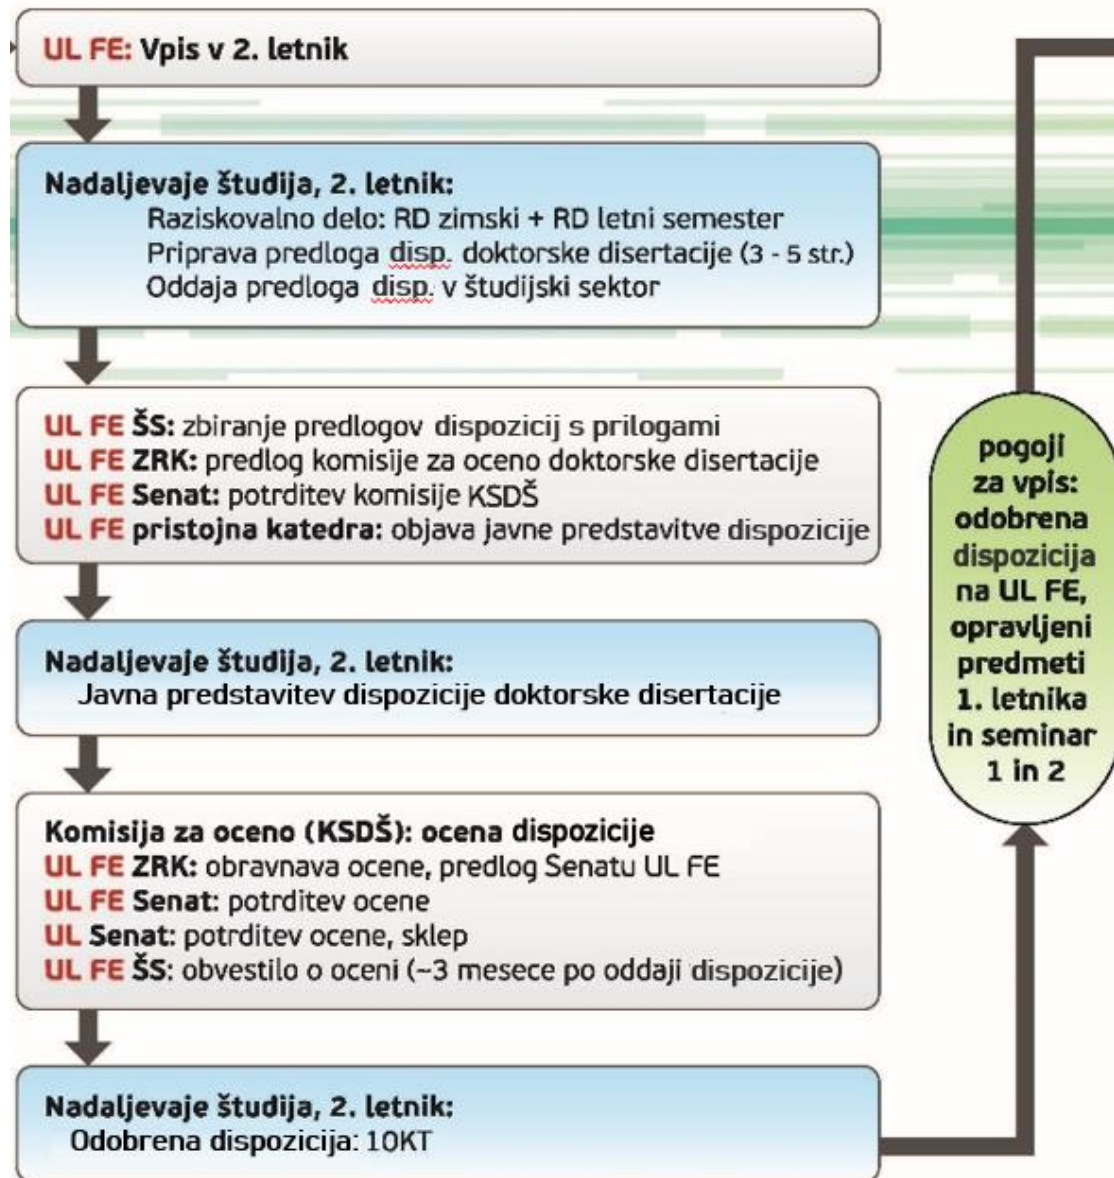 UL FE: Vpis v 2. letnik
Nadaljevaje študija, 2. letnik:
Raziskovalno delo: RD zimski + RD letni semester
Priprava predloga disp. doktorske disertacije (3 - 5 str.)
Oddaja predloga disp. v študijski sektor
UL FE ŠS: zbiranje predlogov dispozicij s prilogami
UL FE ZRK: predlog komisije za oceno doktorske disertacije
UL FE Senat: potrditev komisije KSDŠ
UL FE pristojna katedra: objava javne predstavitve dispozicije
Nadaljevaje študija, 2. letnik:
Javna predstavitev dispozicije doktorske disertacije
Komisija za oceno (KSDŠ): ocena dispozicije
UL FE ZRK: obravnava ocene, predlog Senatu UL FE
UL FE Senat: potrditev ocene
UL Senat: potrditev ocene, sklep
UL FE ŠS: obvestilo o oceni (~3 mesece po oddaji dispozicije)
Nadaljevaje študija, 2. letnik:
Odobrena dispozicija: 10KT
pogoji
za vpis:
odobrena
dispozicija
na UL FE,
opravljeni
predmeti
1. letnika
in seminar
1 in 2